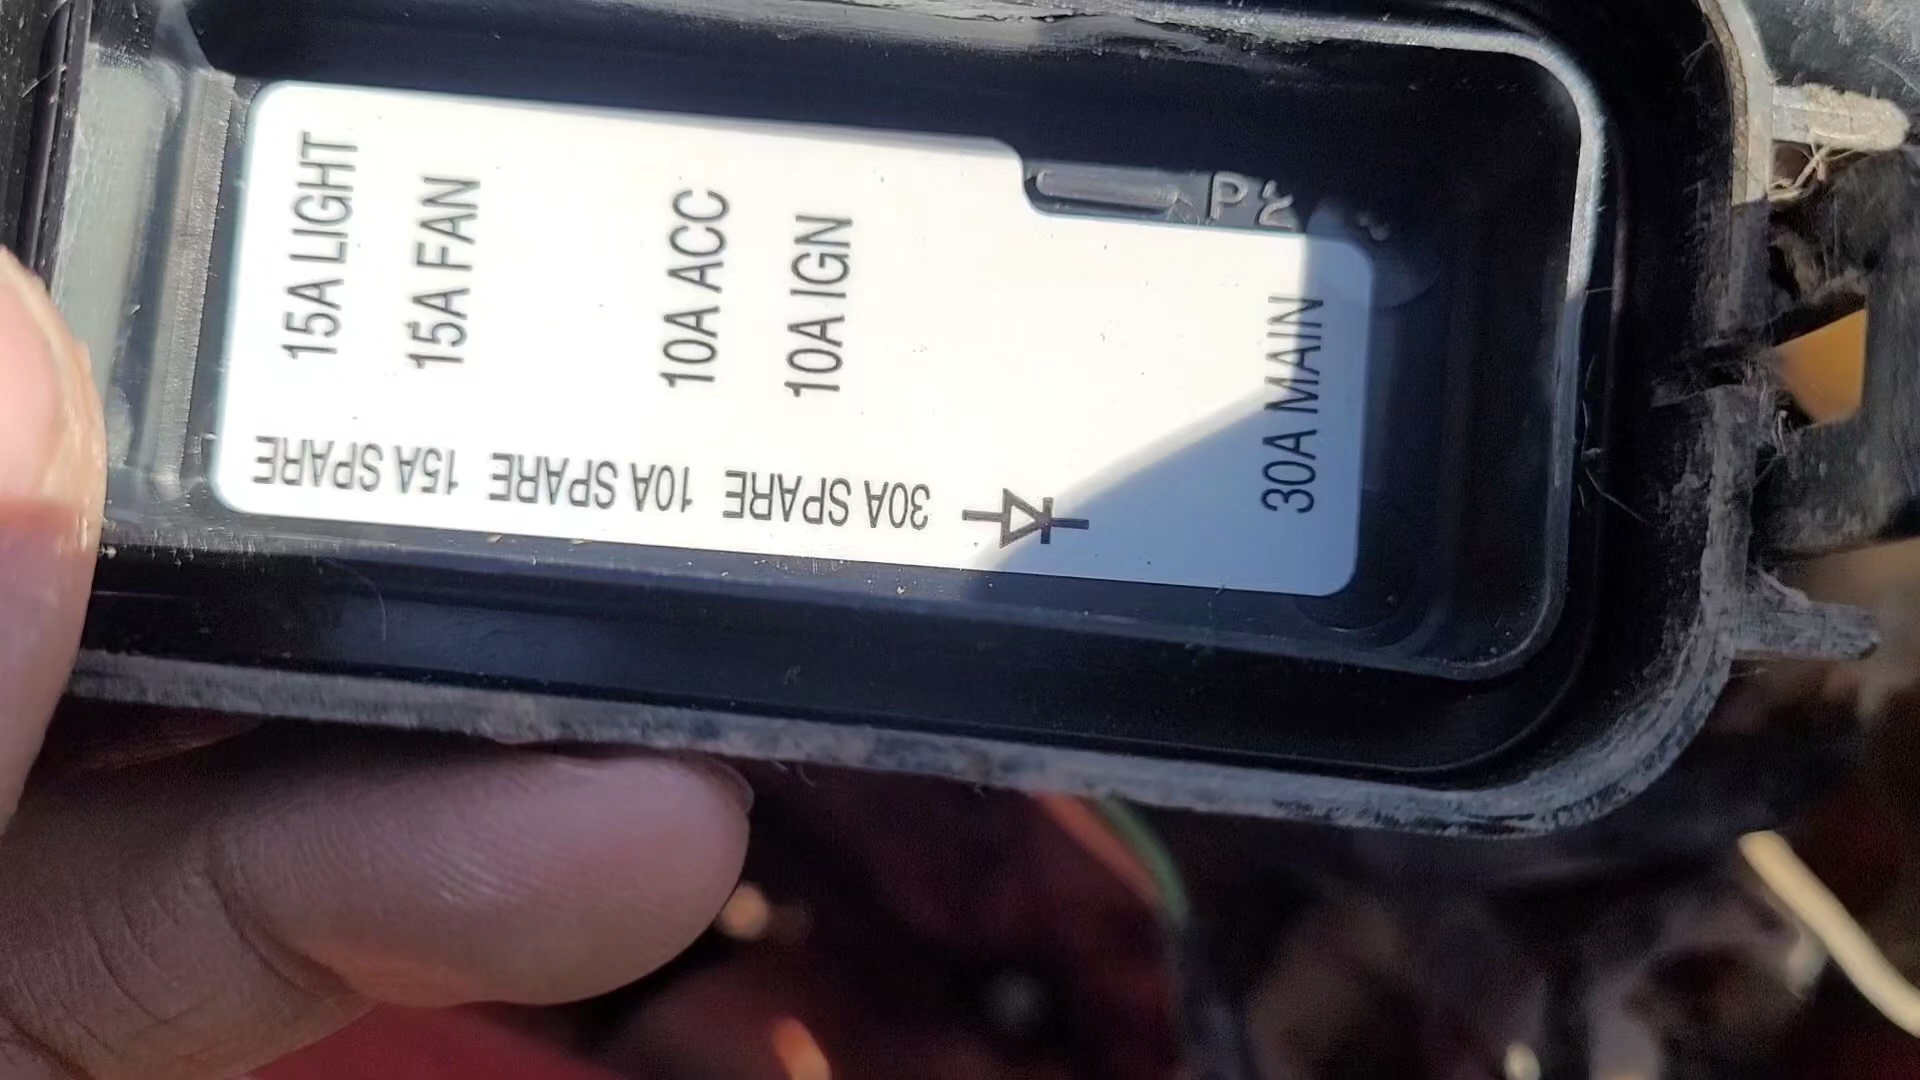 15A LIGHT
15A FAN
10A ACC
10A IGN
30A MAIN
30A SPARE 10A SPARE 15A SPARE
P2